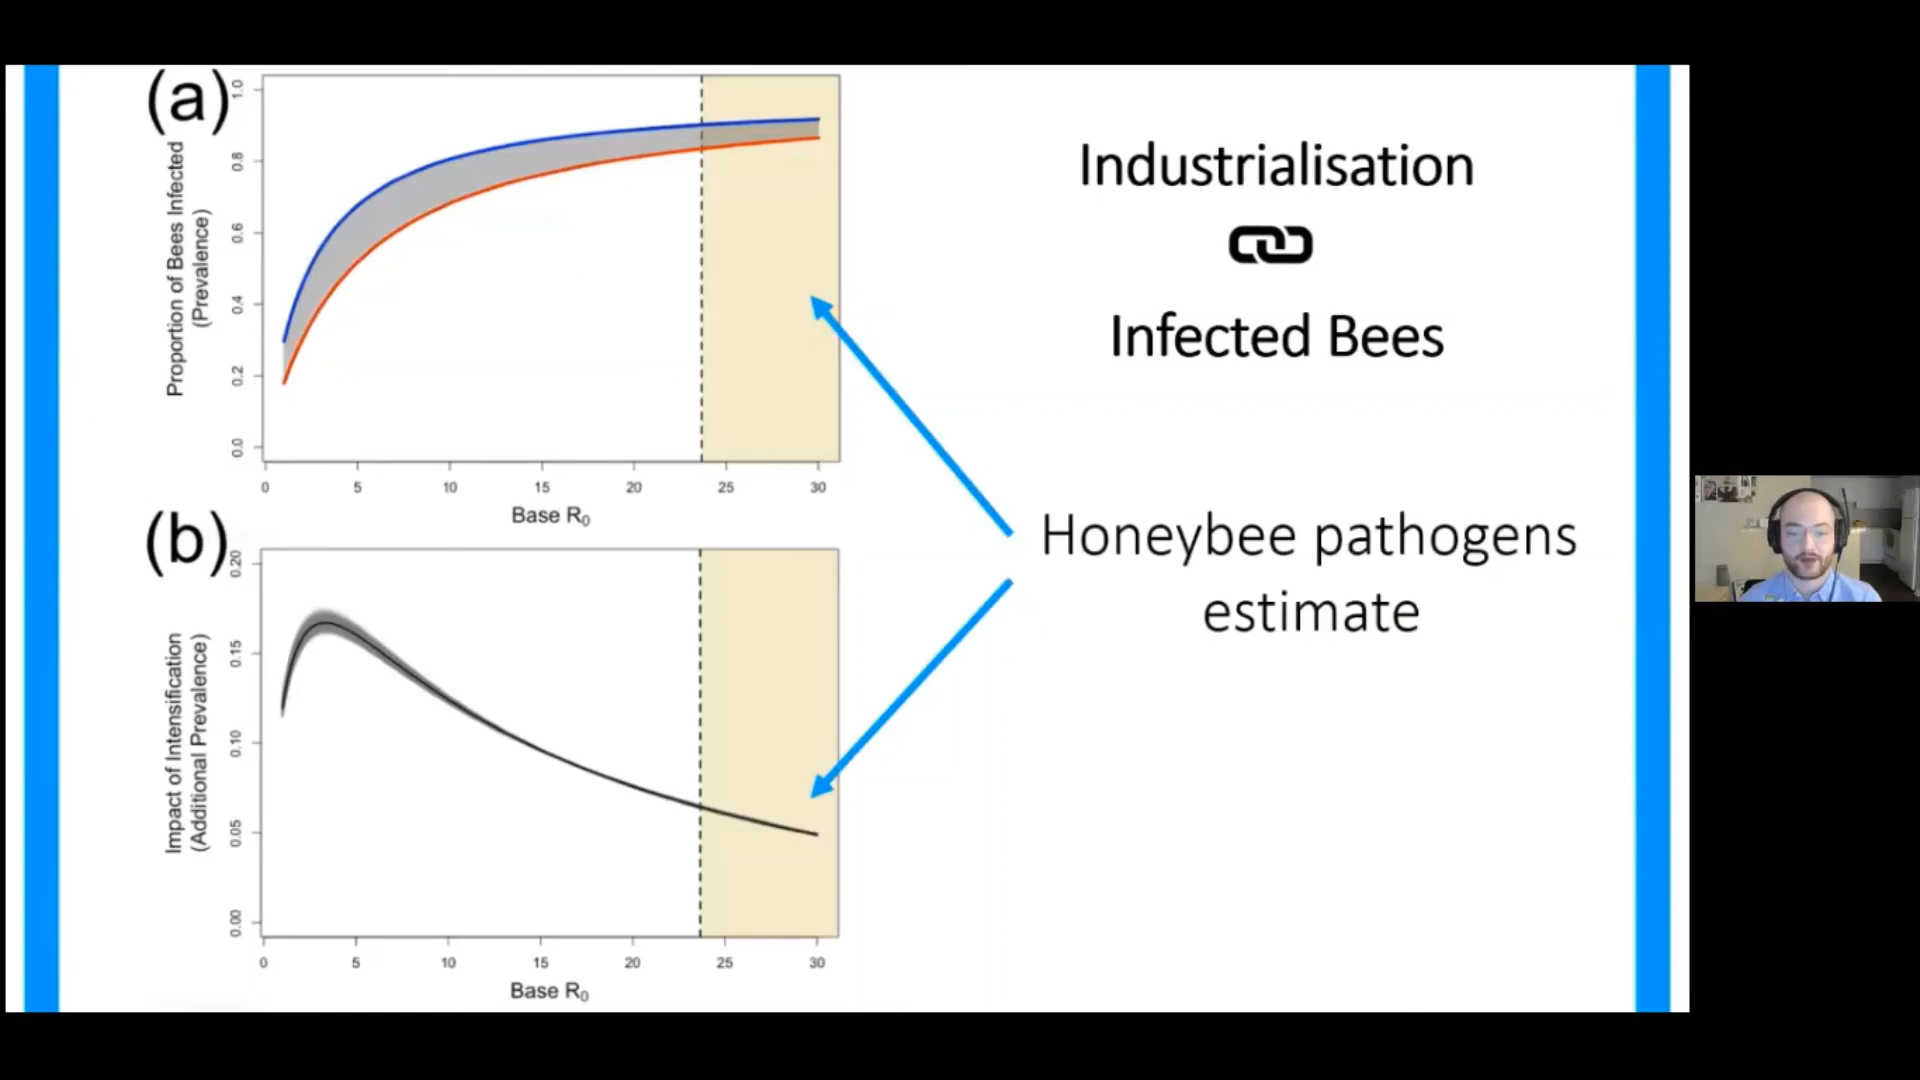 (a)
Proportion of Bees Infected
(Prevalence)
1.0
0.8
0.6
0.4
0.2
0.0
0 5 10 15 20 25 30
Base R₀
Industrialisation
Infected Bees
Honeybee pathogens
estimate
(b)
Impact of Intensification
(Additional Prevalence)
0.20
0.15
0.10
0.05
0.00
0 5 10 15 20 25 30
Base R₀